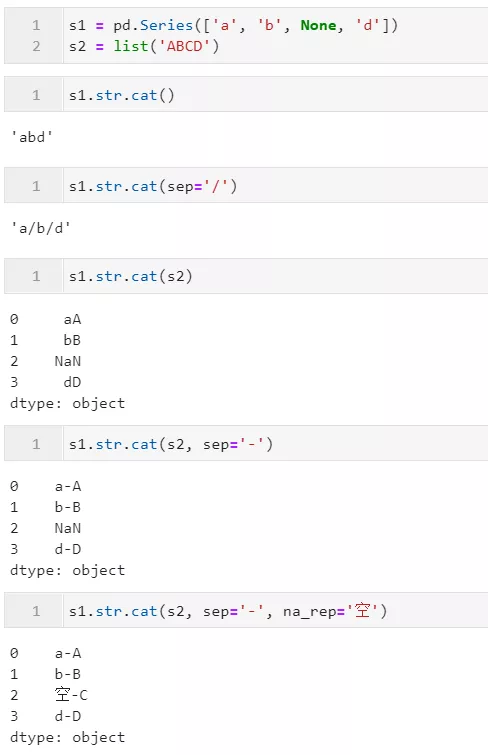 1 s1 = pd.Series(['a', 'b', None, 'd'])
2 s2 = list('ABCD')
1 s1.str.cat()
'abd'
1 s1.str.cat(sep='/')
'a/b/d'
1 s1.str.cat(s2)
0 aA
1 bB
2 NaN
3 dD
dtype: object
1 s1.str.cat(s2, sep='-')
0 a-A
1 b-B
2 NaN
3 d-D
dtype: object
1 s1.str.cat(s2, sep='-', na_rep='空')
0 a-A
1 b-B
2 空-C
3 d-D
dtype: object